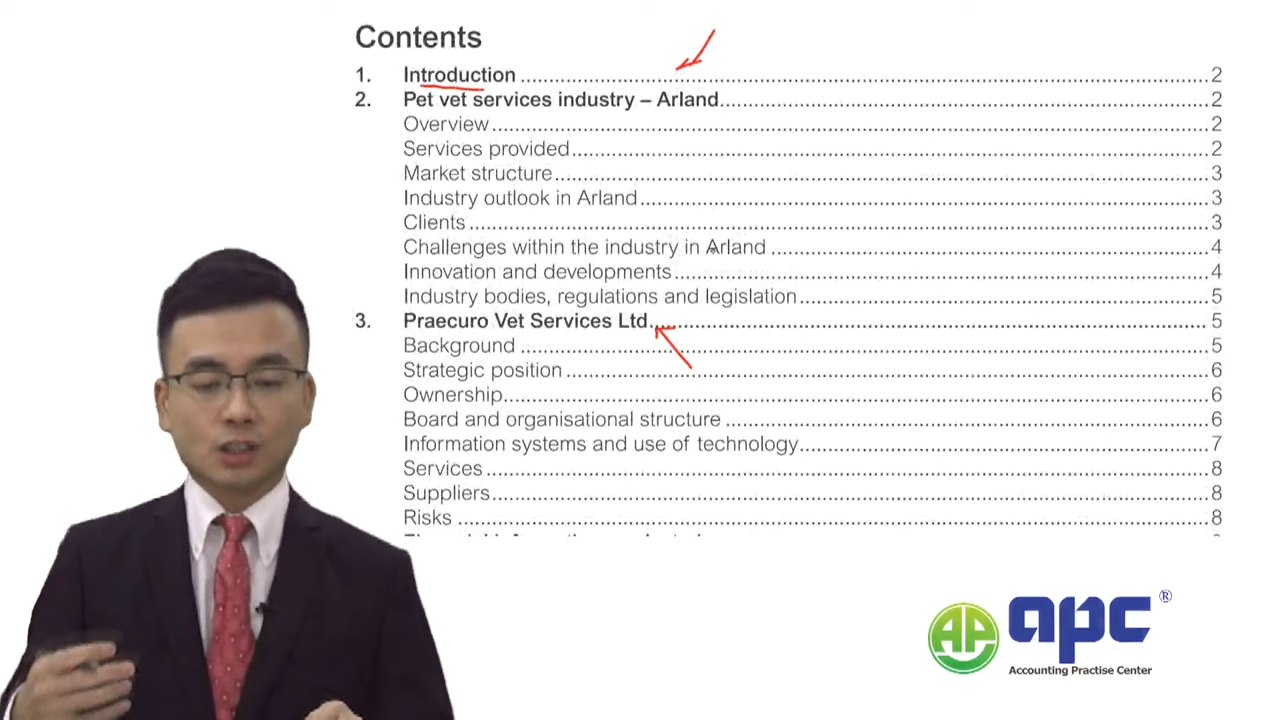 Contents
1. Introduction ........ 2
2. Pet vet services industry – Arland ........ 2
Overview ........ 2
Services provided ........ 2
Market structure ........ 3
Industry outlook in Arland ........ 3
Clients ........ 3
Challenges within the industry in Arland ........ 4
Innovation and developments ........ 4
Industry bodies, regulations and legislation ........ 5
3. Praecuro Vet Services Ltd ........ 5
Background ........ 5
Strategic position ........ 6
Ownership ........ 6
Board and organisational structure ........ 6
Information systems and use of technology ........ 7
Services ........ 8
Suppliers ........ 8
Risks ........ 8
AP
apc ®
Accounting Practise Center